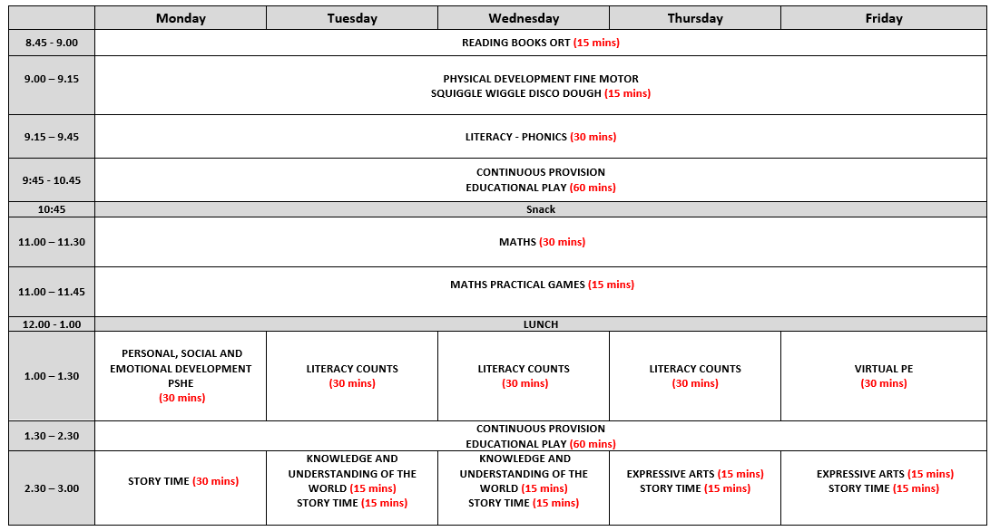 Monday Tuesday Wednesday Thursday Friday
8.45 - 9.00 READING BOOKS ORT (15 mins)
9.00 – 9.15 PHYSICAL DEVELOPMENT FINE MOTOR
SQUIGGLE WIGGLE DISCO DOUGH (15 mins)
9.15 – 9.45 LITERACY - PHONICS (30 mins)
9:45 - 10.45 CONTINUOUS PROVISION
EDUCATIONAL PLAY (60 mins)
10:45 Snack
11.00 – 11.30 MATHS (30 mins)
11.00 – 11.45 MATHS PRACTICAL GAMES (15 mins)
12.00 - 1.00 LUNCH
1.00 – 1.30
PERSONAL, SOCIAL AND
EMOTIONAL DEVELOPMENT
PSHE
(30 mins)
LITERACY COUNTS
(30 mins)
LITERACY COUNTS
(30 mins)
LITERACY COUNTS
(30 mins)
VIRTUAL PE
(30 mins)
1.30 – 2.30 CONTINUOUS PROVISION
EDUCATIONAL PLAY (60 mins)
2.30 – 3.00
STORY TIME (30 mins)
KNOWLEDGE AND
UNDERSTANDING OF THE
WORLD (15 mins)
STORY TIME (15 mins)
KNOWLEDGE AND
UNDERSTANDING OF THE
WORLD (15 mins)
STORY TIME (15 mins)
EXPRESSIVE ARTS (15 mins)
STORY TIME (15 mins)
EXPRESSIVE ARTS (15 mins)
STORY TIME (15 mins)